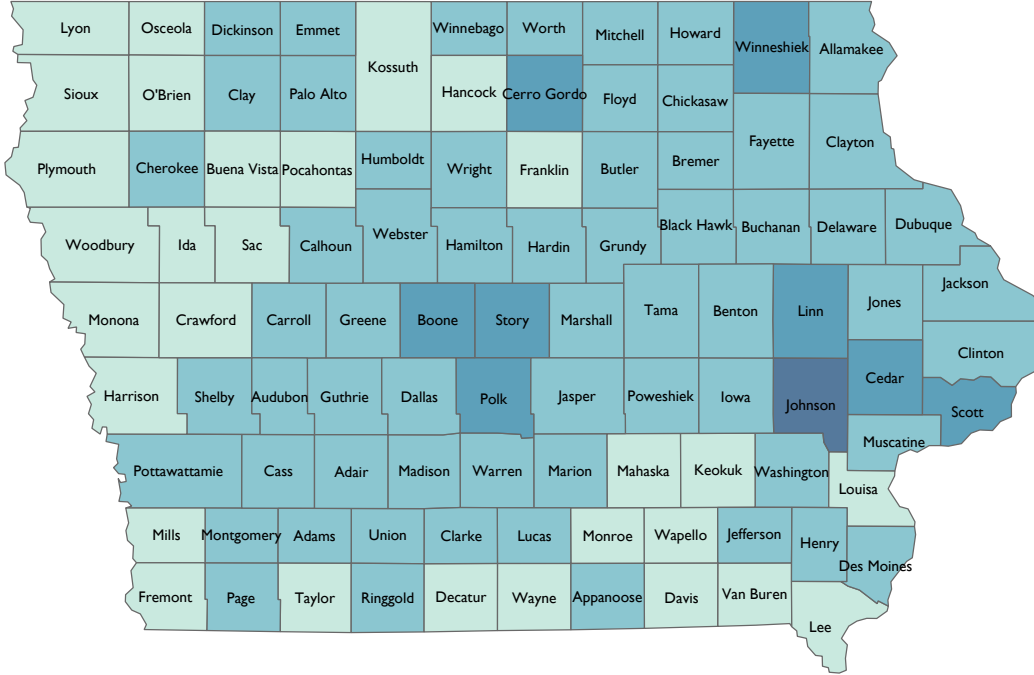 Lyon
Osceola
Dickinson
Emmet
Winnebago
Worth
Mitchell
Howard
Winneshiek
Allamakee
Kossuth
Sioux
O'Brien
Clay
Palo Alto
Hancock
Cerro Gordo
Floyd
Chickasaw
Fayette
Clayton
Plymouth
Cherokee
Buena Vista
Pocahontas
Humboldt
Wright
Franklin
Butler
Bremer
Woodbury
Ida
Sac
Calhoun
Webster
Hamilton
Hardin
Grundy
Black Hawk
Buchanan
Delaware
Dubuque
Monona
Crawford
Carroll
Greene
Boone
Story
Marshall
Tama
Benton
Linn
Jones
Jackson
Clinton
Harrison
Shelby
Audubon
Guthrie
Dallas
Polk
Jasper
Poweshiek
Iowa
Johnson
Cedar
Scott
Muscatine
Pottawattamie
Cass
Adair
Madison
Warren
Marion
Mahaska
Keokuk
Washington
Louisa
Mills
Montgomery
Adams
Union
Clarke
Lucas
Monroe
Wapello
Jefferson
Henry
Des Moines
Fremont
Page
Taylor
Ringgold
Decatur
Wayne
Appanoose
Davis
Van Buren
Lee